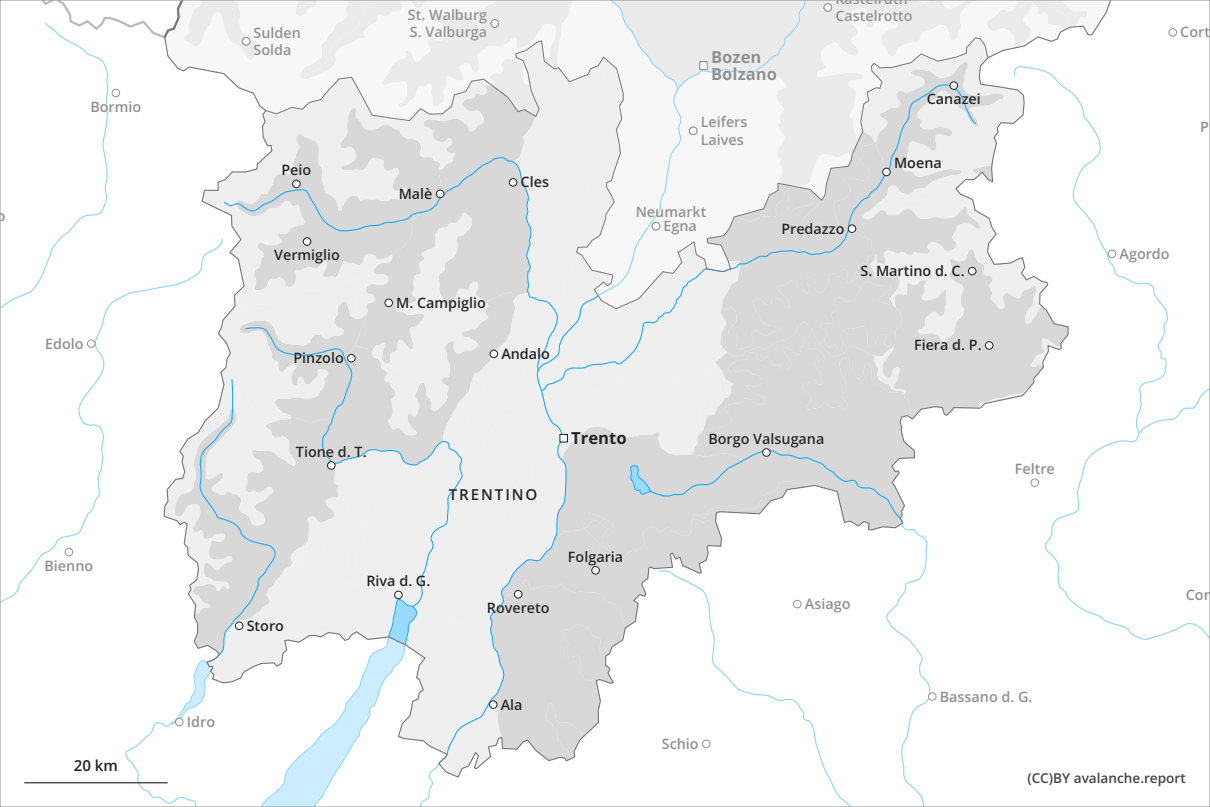 Kastelruth
Castelrotto
St. Walburg
S. Valburga
Sulden
Solda
Cort
Bozen
Bolzano
Bormio
Canazei
Leifers
Laives
P
Moena
Peio
Malè
Cles
Neumarkt
Egna
Predazzo
Vermiglio
Agordo
S. Martino d. C.
M. Campiglio
Edolo
Pinzolo
Andalo
Fiera d. P.
Trento
Borgo Valsugana
Tione d. T.
Feltre
TRENTINO
Folgaria
Bienno
Riva d. G.
Rovereto
Asiago
Cor
Storo
Bassano d. G.
Ala
Idro
Schio
20 km
(CC)BY avalanche.report